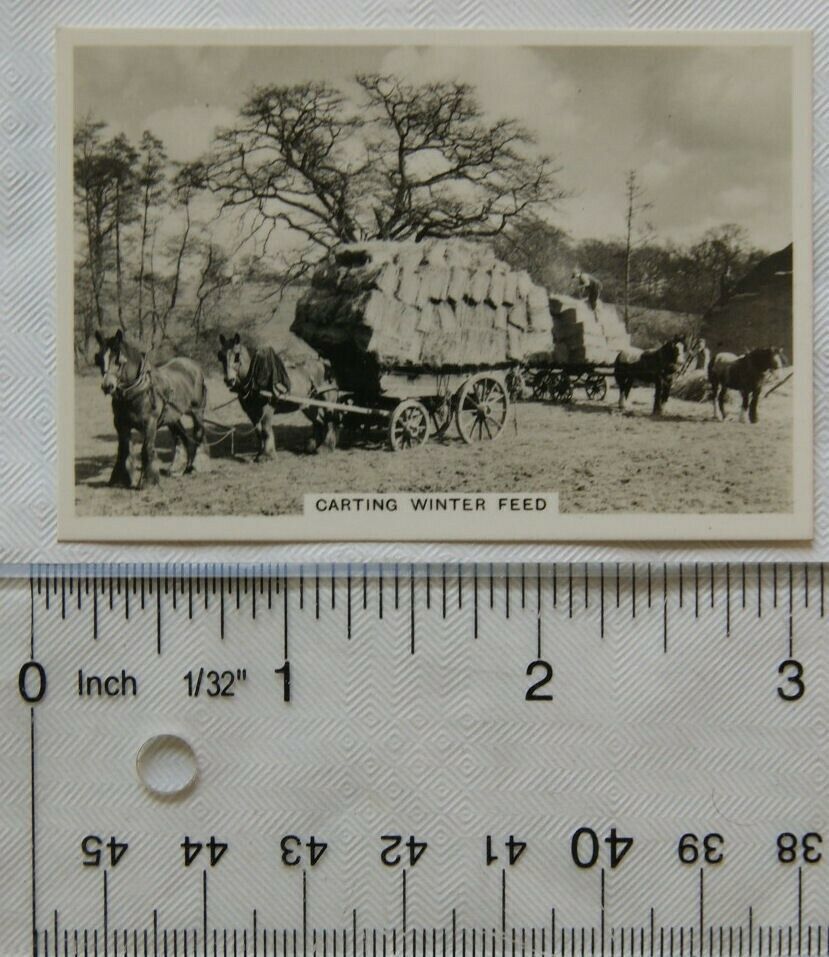 CARTING WINTER FEED
0 Inch 1/32" 1 2 3
45 44 43 42 41 40 39 38